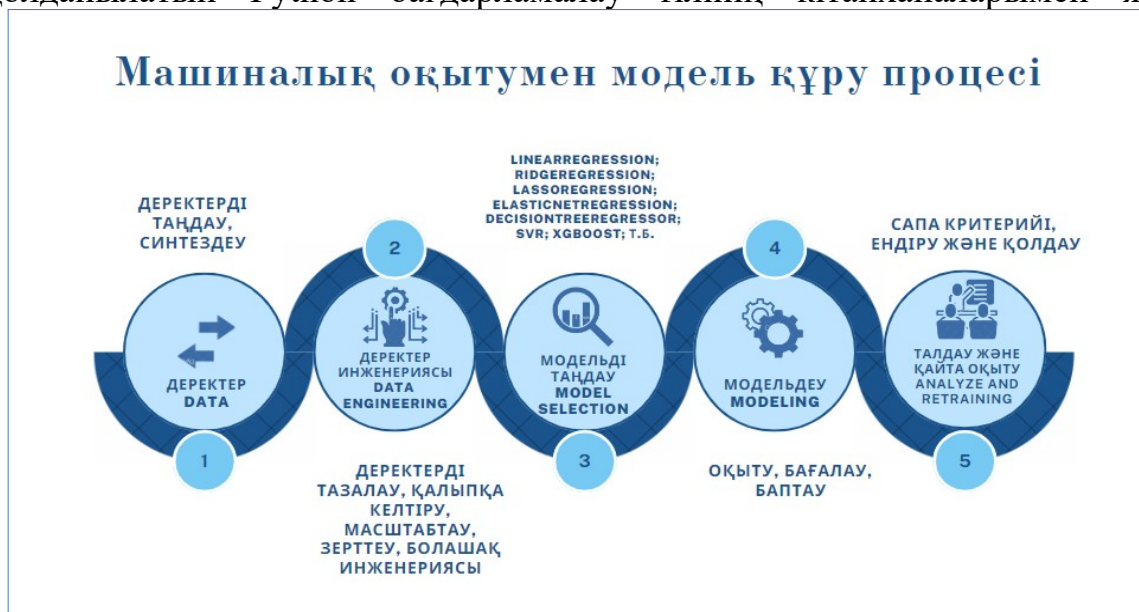 Машиналық оқытумен модель құру процесі
ДЕРЕКТЕРДІ
ТАҢДАУ,
СИНТЕЗДЕУ
ДЕРЕКТЕР
DATA
1
2
ДЕРЕКТЕР
ИНЖЕНЕРИЯСЫ
DATA
ENGINEERING
ДЕРЕКТЕРДІ
ТАЗАЛАУ, ҚАЛЫПҚА
КЕЛТІРУ,
МАСШТАБТАУ,
ЗЕРТТЕУ, БОЛАШАҚ
ИНЖЕНЕРИЯСЫ
LINEARREGRESSION;
RIDGEREGRESSION;
LASSOREGRESSION;
ELASTICNETREGRESSION;
DECISIONTREEREGRESSOR;
SVR; XGBOOST; Т.Б.
МОДЕЛЬДІ
ТАҢДАУ
MODEL
SELECTION
3
4
МОДЕЛЬДЕУ
MODELING
ОҚЫТУ, БАҒАЛАУ,
БАПТАУ
САПА КРИТЕРИЙІ,
ЕНДІРУ ЖӘНЕ ҚОЛДАУ
ТАЛДАУ ЖӘНЕ
ҚАЙТА ОҚЫТУ
ANALYZE AND
RETRAINING
5